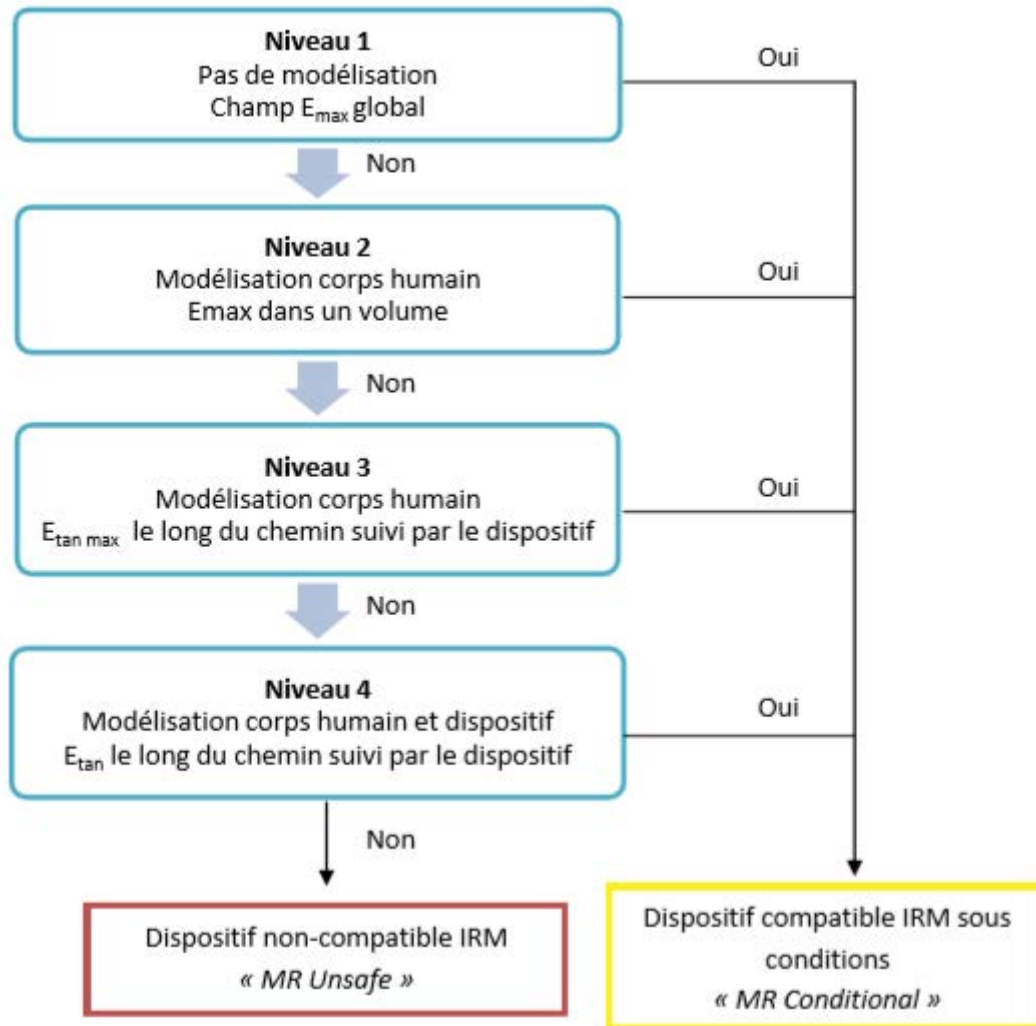 Niveau 1
Pas de modélisation
Champ Emax global
Oui
Non
Niveau 2
Modélisation corps humain
Emax dans un volume
Oui
Non
Niveau 3
Modélisation corps humain
Etan max le long du chemin suivi par le dispositif
Oui
Non
Niveau 4
Modélisation corps humain et dispositif
Etan le long du chemin suivi par le dispositif
Oui
Non
Dispositif non-compatible IRM
« MR Unsafe »
Dispositif compatible IRM sous
conditions
« MR Conditional »